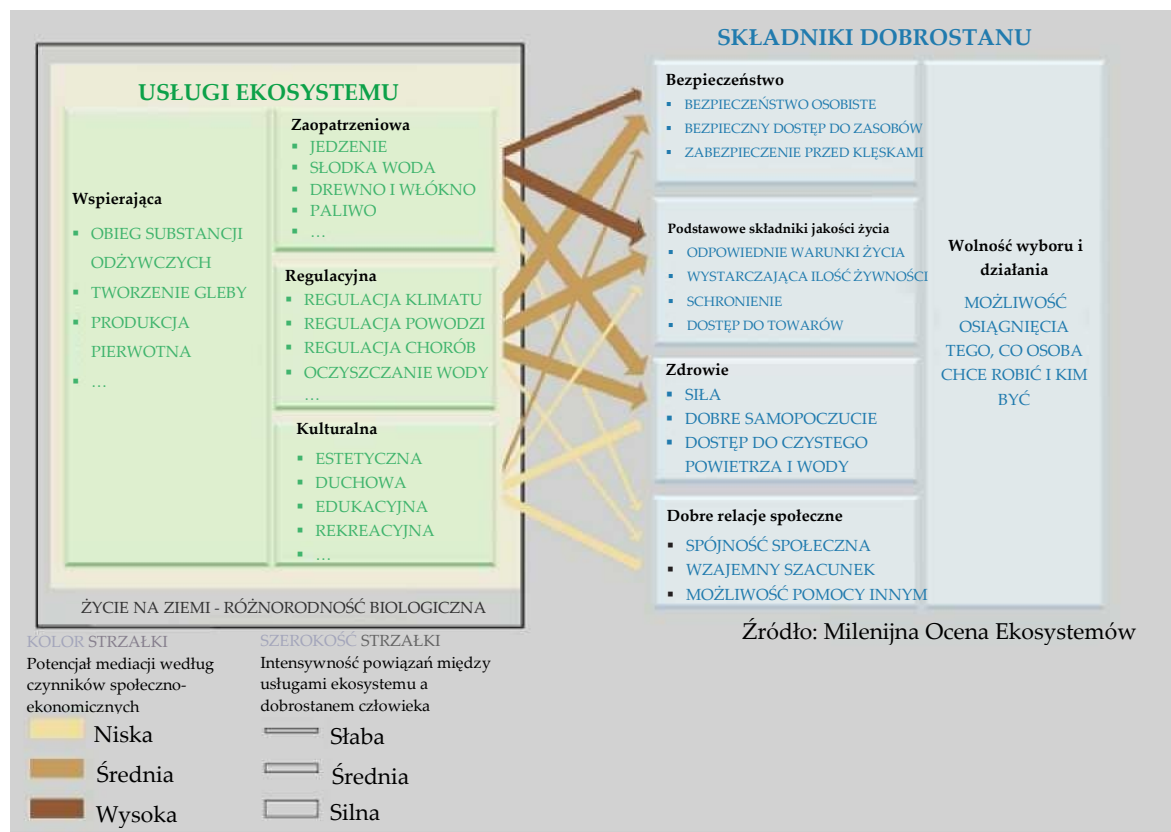 SKŁADNIKI DOBROSTANU
USŁUGI EKOSYSTEMU
Wspierająca
▪ OBIEG SUBSTANCJI
ODŻYWCZYCH
▪ TWORZENIE GLEBY
▪ PRODUKCJA
PIERWOTNA
▪ …
Zaopatrzeniowa
▪ JEDZENIE
▪ SŁODKA WODA
▪ DREWNO I WŁÓKNO
▪ PALIWO
▪ …
Regulacyjna
▪ REGULACJA KLIMATU
▪ REGULACJA POWODZI
▪ REGULACJA CHORÓB
▪ OCZYSZCZANIE WODY
…
Kulturalna
▪ ESTETYCZNA
▪ DUCHOWA
▪ EDUKACYJNA
▪ REKREACYJNA
▪ …
ŻYCIE NA ZIEMI - RÓŻNORODNOŚĆ BIOLOGICZNA
Bezpieczeństwo
▪ BEZPIECZEŃSTWO OSOBISTE
▪ BEZPIECZNY DOSTĘP DO ZASOBÓW
▪ ZABEZPIECZENIE PRZED KLĘSKAMI
Podstawowe składniki jakości życia
▪ ODPOWIEDNIE WARUNKI ŻYCIA
▪ WYSTARCZAJĄCA ILOŚĆ ŻYWNOŚCI
▪ SCHRONIENIE
▪ DOSTĘP DO TOWARÓW
Zdrowie
▪ SIŁA
▪ DOBRE SAMOPOCZUCIE
▪ DOSTĘP DO CZYSTEGO
POWIETRZA I WODY
Dobre relacje społeczne
▪ SPÓJNOŚĆ SPOŁECZNA
▪ WZAJEMNY SZACUNEK
▪ MOŻLIWOŚĆ POMOCY INNYM
Wolność wyboru i
działania
MOŻLIWOŚĆ
OSIĄGNIĘCIA
TEGO, CO OSOBA
CHCE ROBIĆ I KIM
BYĆ
Źródło: Milenijna Ocena Ekosystemów
KOLOR STRZAŁKI
Potencjał mediacji według
czynników społeczno-
ekonomicznych
Niska
Średnia
Wysoka
SZEROKOŚĆ STRZAŁKI
Intensywność powiązań między
usługami ekosystemu a
dobrostanem człowieka
Słaba
Średnia
Silna